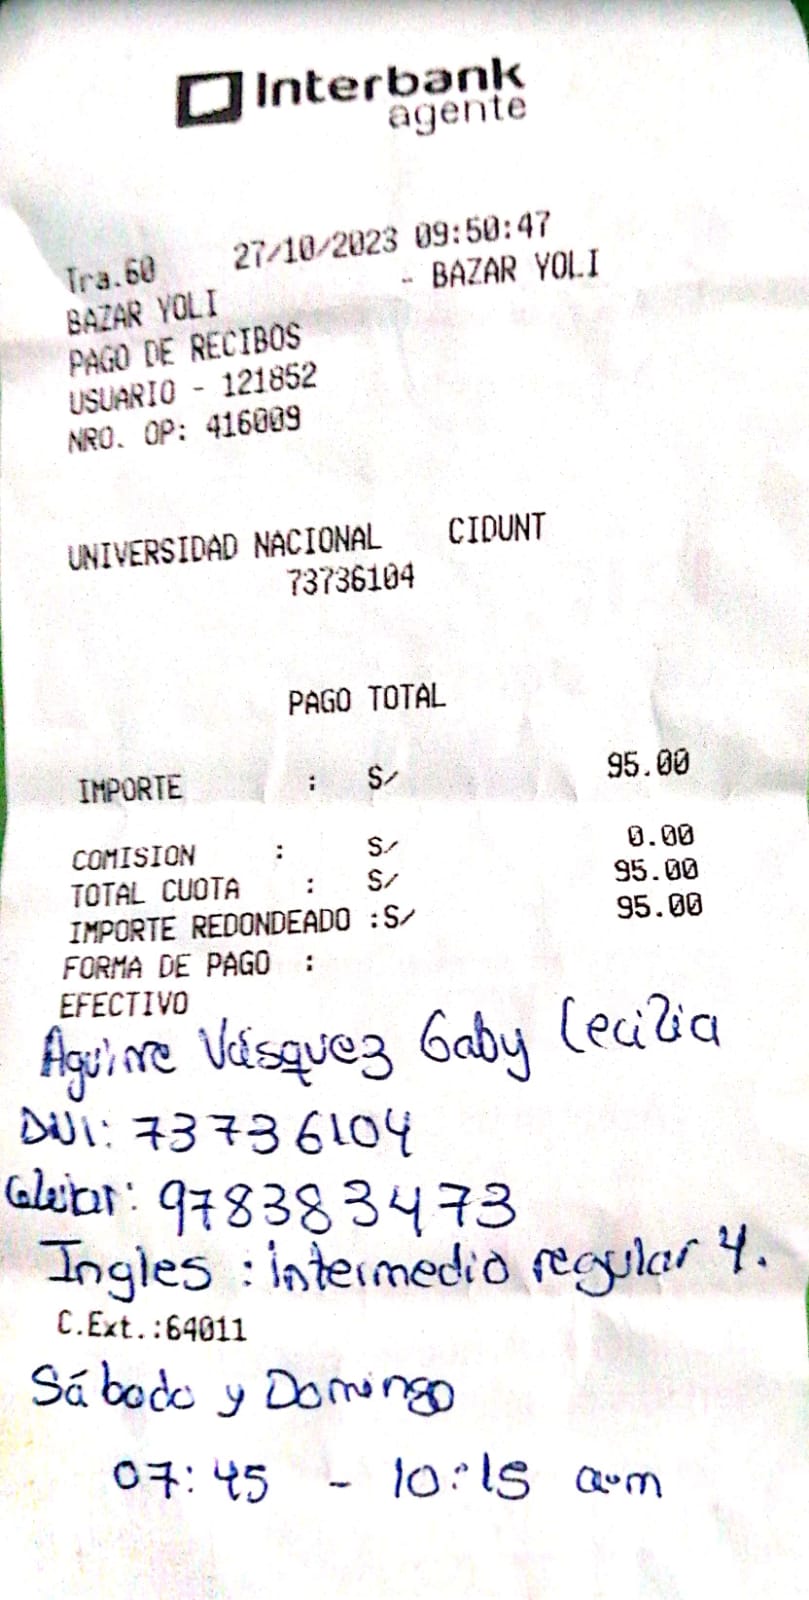 Interbank
agente
Tra.60 27/10/2023 09:50:47
BAZAR YOLI - BAZAR YOLI
PAGO DE RECIBOS
USUARIO - 121852
NRO. OP: 416009
UNIVERSIDAD NACIONAL CIDUNT
73736104
PAGO TOTAL
IMPORTE : S/ 95.00
COMISION : S/ 0.00
TOTAL CUOTA : S/ 95.00
IMPORTE REDONDEADO :S/ 95.00
FORMA DE PAGO :
EFECTIVO
Aguirre Vásquez Gaby Cecilia
DNI: 73736104
Celular: 978383473
Ingles : intermedio regular 4.
C.Ext.:64011
Sábado y Domingo
07:45 - 10:15 a.m